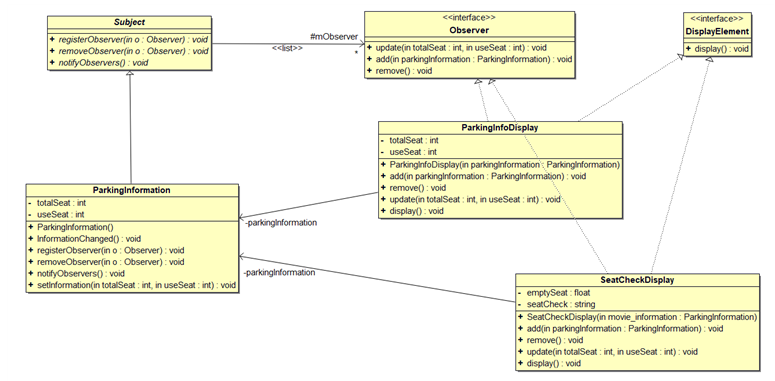 Subject
+ registerObserver(in o : Observer) : void
+ removeObserver(in o : Observer) : void
+ notifyObservers() : void
#mObserver
<<list>>
*
<<interface>>
Observer
+ update(in totalSeat : int, in useSeat : int) : void
+ add(in parkingInformation : ParkingInformation) : void
+ remove() : void
<<interface>>
DisplayElement
+ display() : void
ParkingInfoDisplay
- totalSeat : int
- useSeat : int
+ ParkingInfoDisplay(in parkingInformation : ParkingInformation)
+ add(in parkingInformation : ParkingInformation) : void
+ remove() : void
+ update(in totalSeat : int, in useSeat : int) : void
+ display() : void
ParkingInformation
- totalSeat : int
- useSeat : int
+ ParkingInformation()
+ InformationChanged() : void
+ registerObserver(in o : Observer) : void
+ removeObserver(in o : Observer) : void
+ notifyObservers() : void
+ setInformation(in totalSeat : int, in useSeat : int) : void
-parkingInformation
-parkingInformation
SeatCheckDisplay
- emptySeat : float
- seatCheck : string
+ SeatCheckDisplay(in movie_information : ParkingInformation)
+ add(in parkingInformation : ParkingInformation) : void
+ remove() : void
+ update(in totalSeat : int, in useSeat : int) : void
+ display() : void